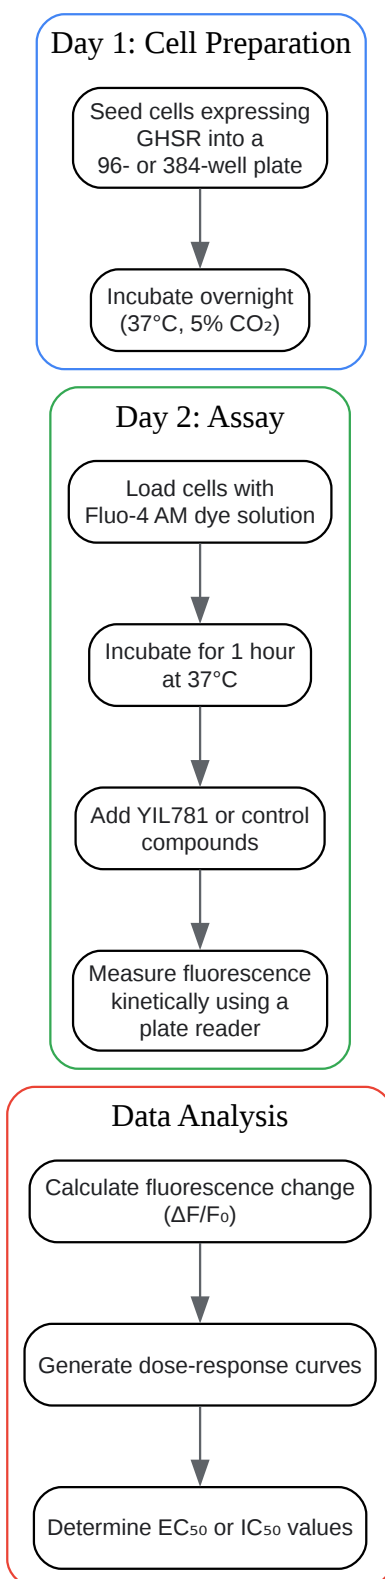 Day 1: Cell Preparation
Seed cells expressing
GHSR into a
96- or 384-well plate
Incubate overnight
(37°C, 5% CO₂)
Day 2: Assay
Load cells with
Fluo-4 AM dye solution
Incubate for 1 hour
at 37°C
Add YIL781 or control
compounds
Measure fluorescence
kinetically using a
plate reader
Data Analysis
Calculate fluorescence change
(ΔF/F₀)
Generate dose-response curves
Determine EC₅₀ or IC₅₀ values